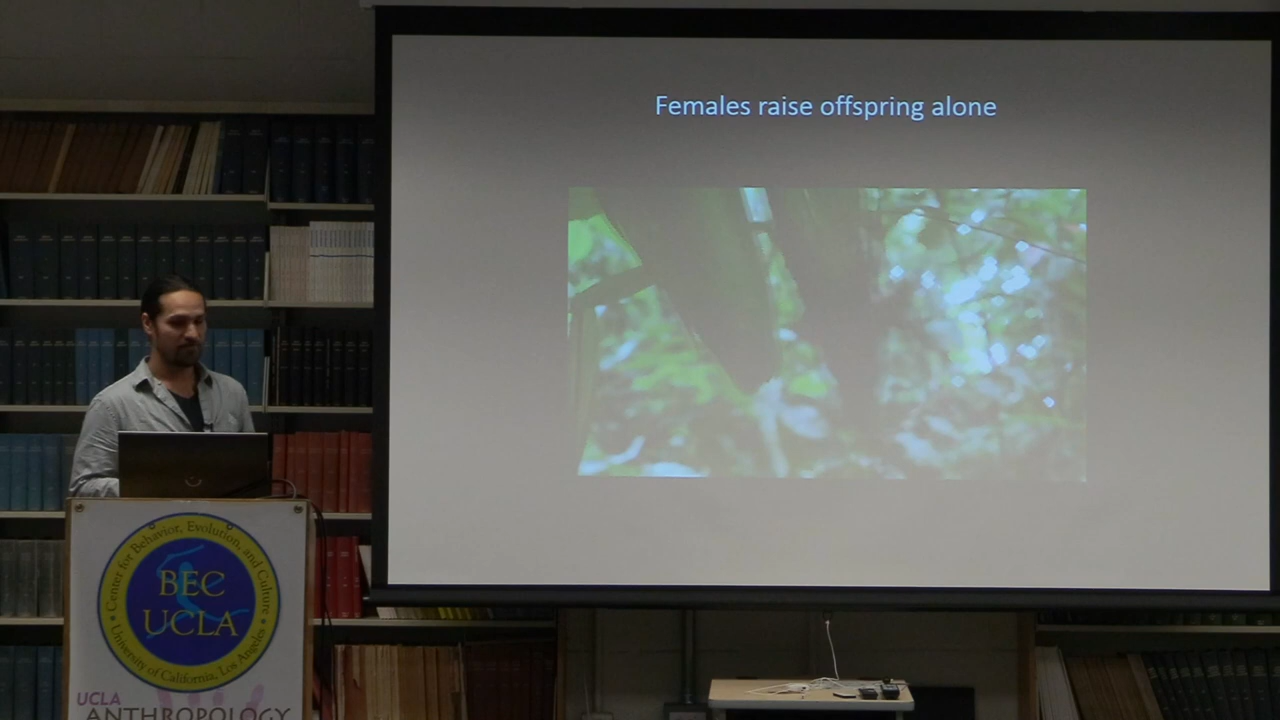 Females raise offspring alone
Center for Behavior, Evolution, and Culture
BEC
UCLA
University of California, Los Angeles
UCLA
ANTHROPOLOGY